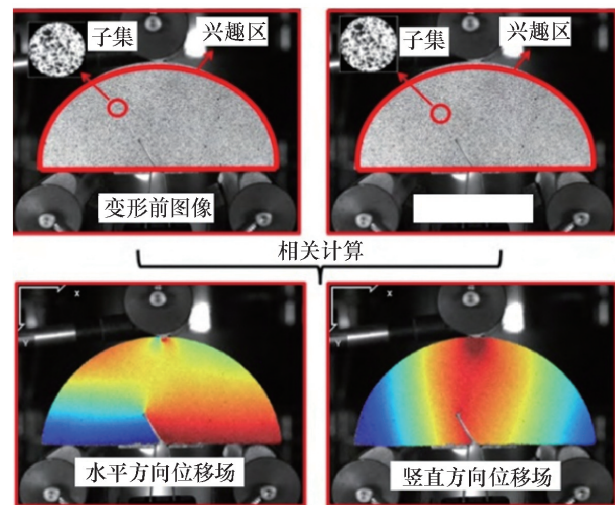 子集
兴趣区
子集
兴趣区
变形前图像
相关计算
x
水平方向位移场
竖直方向位移场